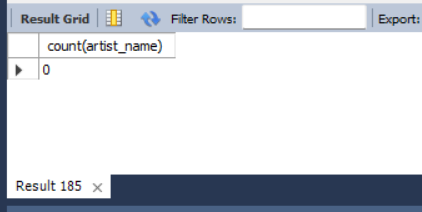 Result Grid Filter Rows: Export:
count(artist_name)
0
Result 185 ×